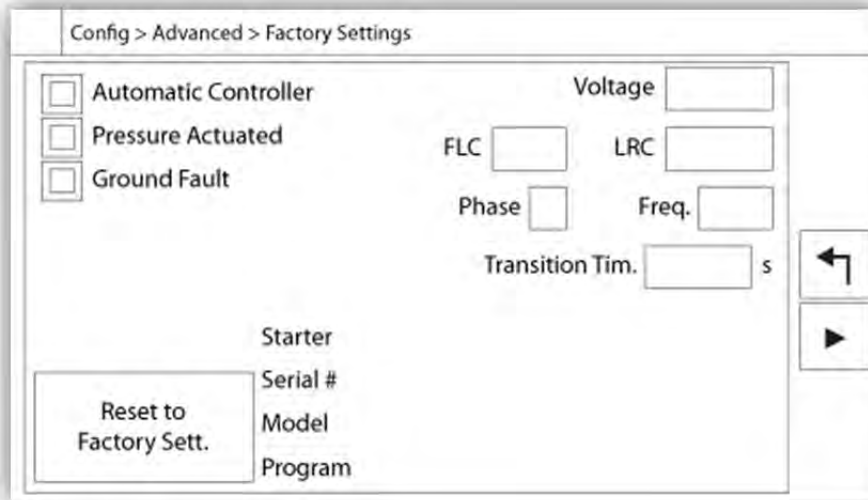 Config > Advanced > Factory Settings
Automatic Controller
Voltage
Pressure Actuated
FLC
LRC
Ground Fault
Phase
Freq.
Transition Tim.
s
Starter
Serial #
Model
Program
Reset to
Factory Sett.